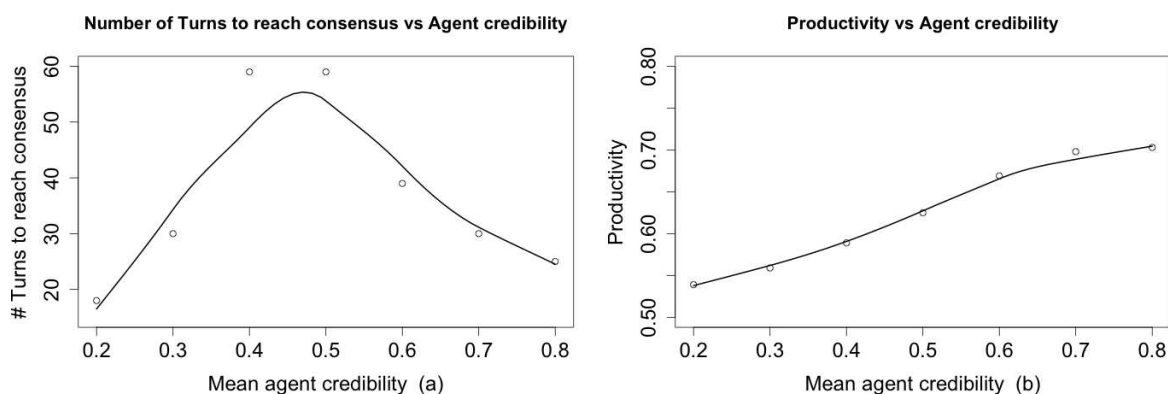 Number of Turns to reach consensus vs Agent credibility
# Turns to reach consensus
60
50
40
30
20
0.2 0.3 0.4 0.5 0.6 0.7 0.8
Mean agent credibility (a)
Productivity vs Agent credibility
Productivity
0.80
0.70
0.60
0.50
0.2 0.3 0.4 0.5 0.6 0.7 0.8
Mean agent credibility (b)